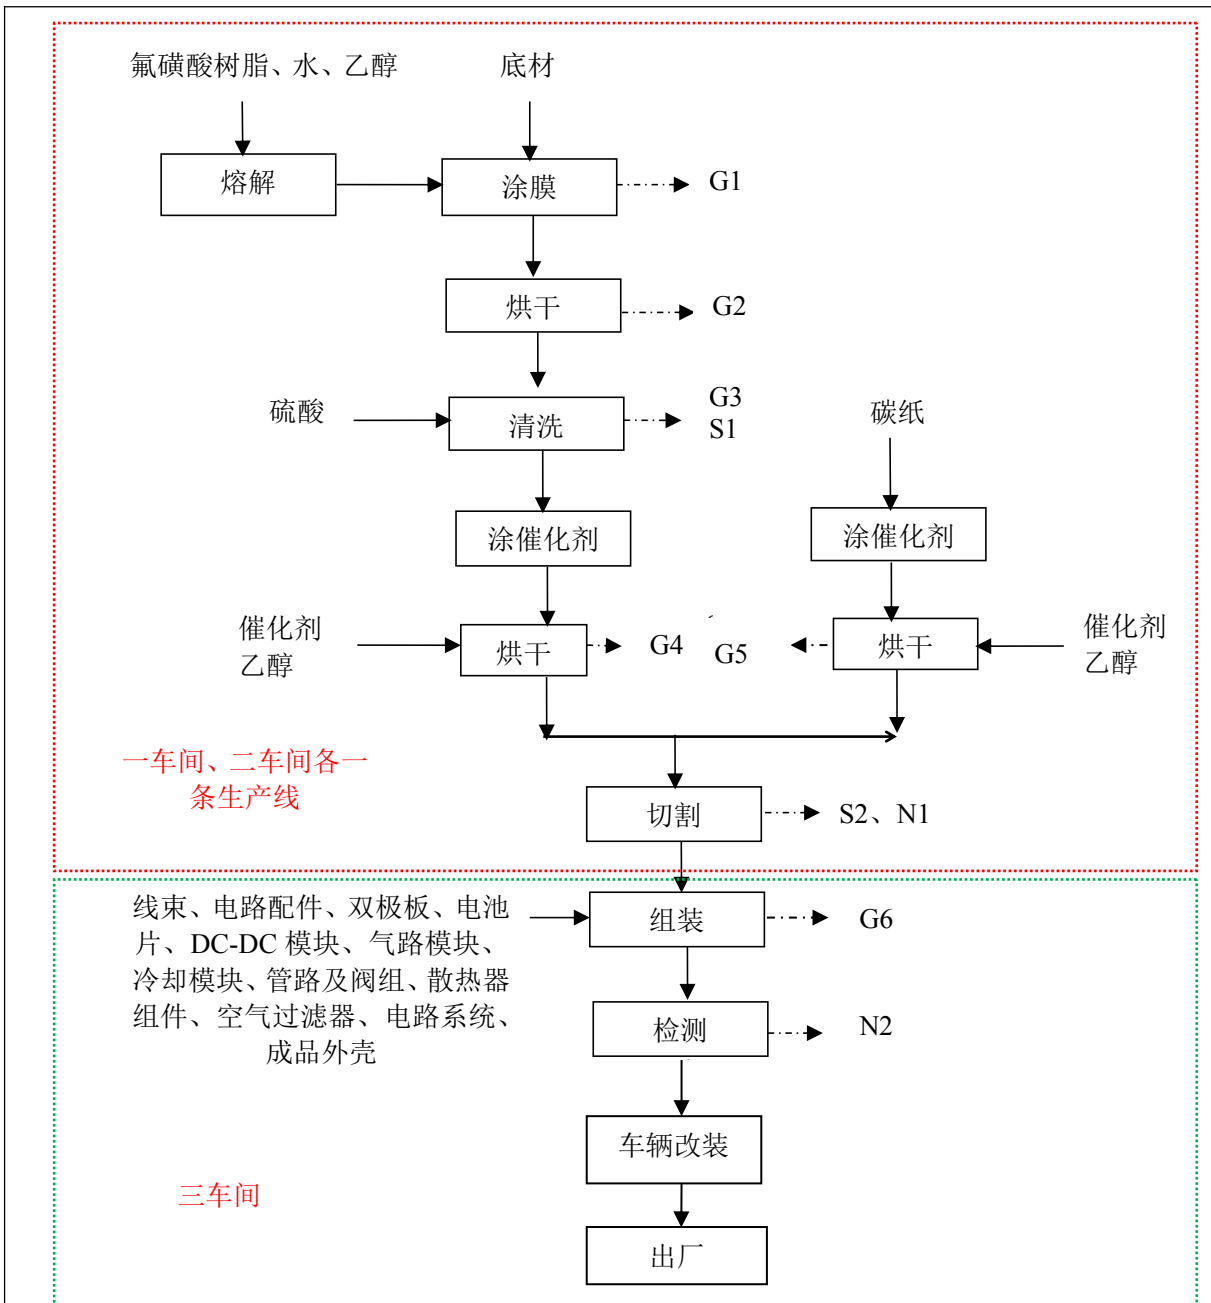 氟磺酸树脂、水、乙醇
底材
熔解
涂膜
G1
烘干
G2
硫酸
清洗
G3
S1
碳纸
涂催化剂
涂催化剂
催化剂
乙醇
烘干
G4
G5
烘干
催化剂
乙醇
一车间、二车间各一
条生产线
切割
S2、N1
线束、电路配件、双极板、电池
片、DC-DC 模块、气路模块、
冷却模块、管路及阀组、散热器
组件、空气过滤器、电路系统、
成品外壳
组装
G6
检测
N2
车辆改装
三车间
出厂